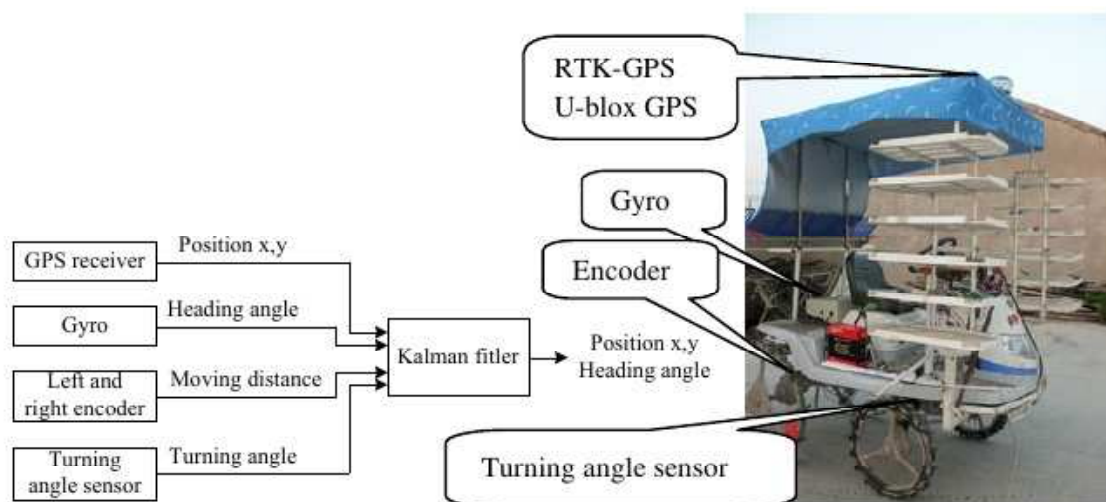 RTK-GPS
U-blox GPS
Gyro
Encoder
Turning angle sensor
GPS receiver
Position x,y
Gyro
Heading angle
Left and
right encoder
Moving distance
Turning
angle sensor
Turning angle
Kalman fitler
Position x,y
Heading angle